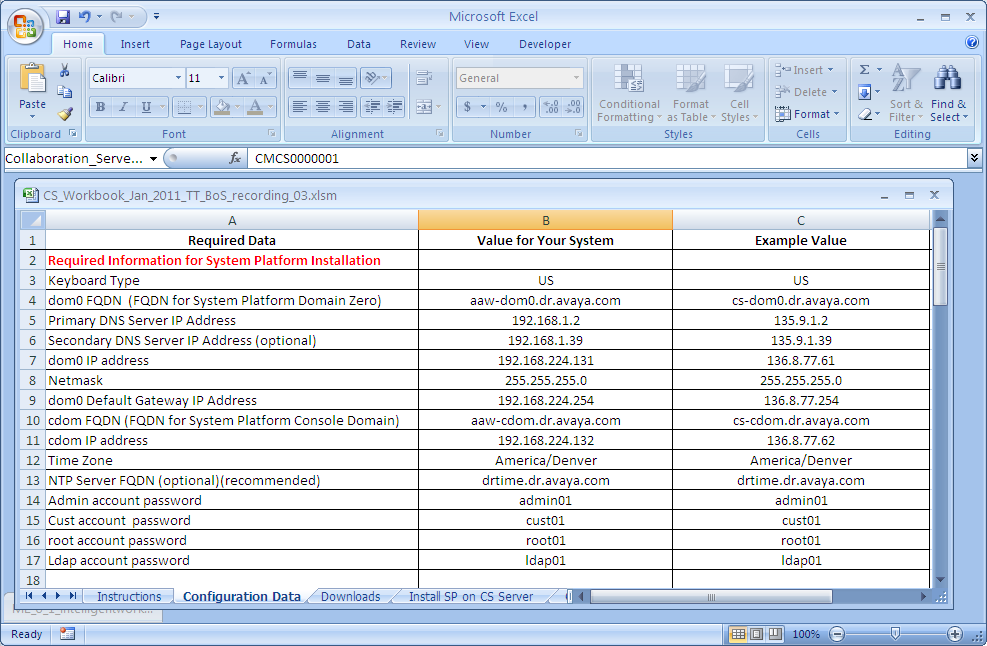 Microsoft Excel
Home Insert Page Layout Formulas Data Review View Developer
Paste
Clipboard
Calibri 11
B I U
Font
Alignment
General
$ % ,
Number
Conditional Formatting
Format as Table
Cell Styles
Styles
Insert
Delete
Format
Cells
Σ
Sort & Filter
Find & Select
Editing
Collaboration_Serve... fx CMCS0000001
CS_Workbook_Jan_2011_TT_BoS_recording_03.xlsm
A B C
1 Required Data Value for Your System Example Value
2 Required Information for System Platform Installation
3 Keyboard Type US US
4 dom0 FQDN (FQDN for System Platform Domain Zero) aaw-dom0.dr.avaya.com cs-dom0.dr.avaya.com
5 Primary DNS Server IP Address 192.168.1.2 135.9.1.2
6 Secondary DNS Server IP Address (optional) 192.168.1.39 135.9.1.39
7 dom0 IP address 192.168.224.131 136.8.77.61
8 Netmask 255.255.255.0 255.255.255.0
9 dom0 Default Gateway IP Address 192.168.224.254 136.8.77.254
10 cdom FQDN (FQDN for System Platform Console Domain) aaw-cdom.dr.avaya.com cs-cdom.dr.avaya.com
11 cdom IP address 192.168.224.132 136.8.77.62
12 Time Zone America/Denver America/Denver
13 NTP Server FQDN (optional)(recommended) drtime.dr.avaya.com drtime.dr.avaya.com
14 Admin account password admin01 admin01
15 Cust account password cust01 cust01
16 root account password root01 root01
17 Ldap account password ldap01 ldap01
18
Instructions Configuration Data Downloads Install SP on CS Server
Ready 100%